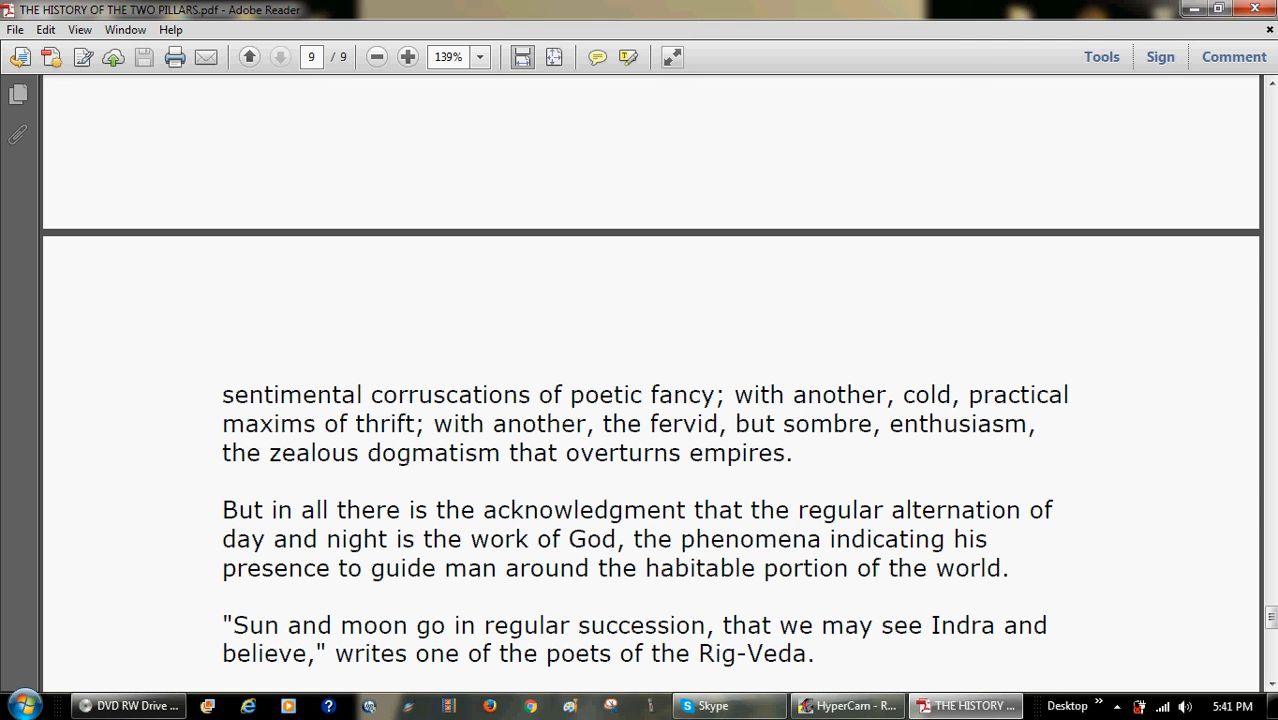 THE HISTORY OF THE TWO PILLARS.pdf - Adobe Reader
File Edit View Window Help
9 / 9 139% Tools Sign Comment
sentimental corruscations of poetic fancy; with another, cold, practical
maxims of thrift; with another, the fervid, but sombre, enthusiasm,
the zealous dogmatism that overturns empires.
But in all there is the acknowledgment that the regular alternation of
day and night is the work of God, the phenomena indicating his
presence to guide man around the habitable portion of the world.
"Sun and moon go in regular succession, that we may see Indra and
believe," writes one of the poets of the Rig-Veda.
DVD RW Drive ... Skype HyperCam - R... THE HISTORY ... Desktop 5:41 PM